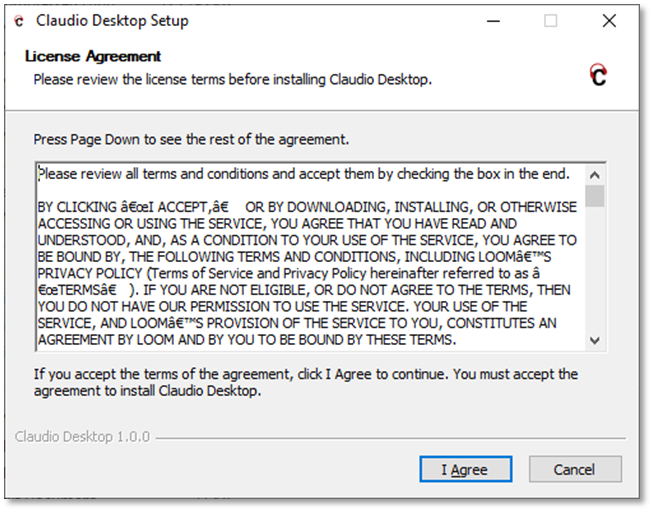 Claudio Desktop Setup
License Agreement
Please review the license terms before installing Claudio Desktop.
C
Press Page Down to see the rest of the agreement.
Please review all terms and conditions and accept them by checking the box in the end.
BY CLICKING â€œI ACCEPT,â€ OR BY DOWNLOADING, INSTALLING, OR OTHERWISE
ACCESSING OR USING THE SERVICE, YOU AGREE THAT YOU HAVE READ AND
UNDERSTOOD, AND, AS A CONDITION TO YOUR USE OF THE SERVICE, YOU AGREE TO
BE BOUND BY, THE FOLLOWING TERMS AND CONDITIONS, INCLUDING LOOMâ€™S
PRIVACY POLICY (Terms of Service and Privacy Policy hereinafter referred to as â
€œTERMSâ€ ). IF YOU ARE NOT ELIGIBLE, OR DO NOT AGREE TO THE TERMS, THEN
YOU DO NOT HAVE OUR PERMISSION TO USE THE SERVICE. YOUR USE OF THE
SERVICE, AND LOOMâ€™S PROVISION OF THE SERVICE TO YOU, CONSTITUTES AN
AGREEMENT BY LOOM AND BY YOU TO BE BOUND BY THESE TERMS.
If you accept the terms of the agreement, click I Agree to continue. You must accept the
agreement to install Claudio Desktop.
Claudio Desktop 1.0.0
I Agree
Cancel